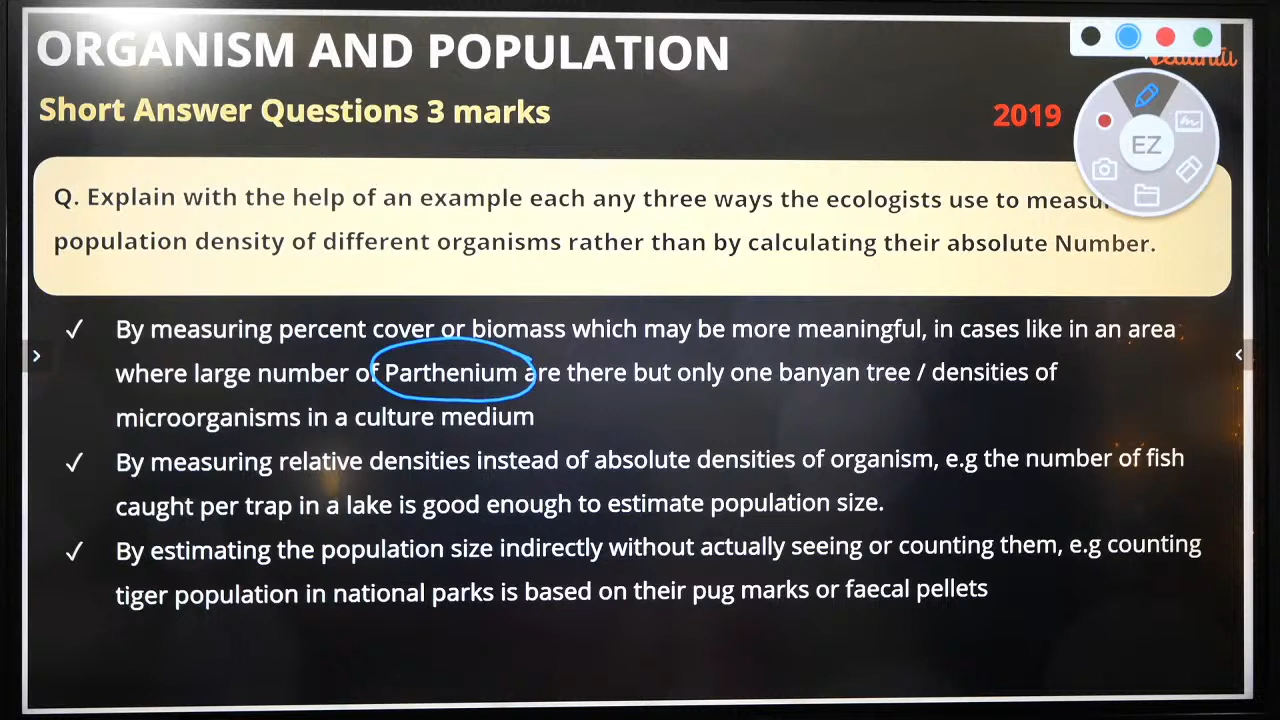 ORGANISM AND POPULATION
Short Answer Questions 3 marks
2019
EZ
Q. Explain with the help of an example each any three ways the ecologists use to
population density of different organisms rather than by calculating their absolute Number.
✓ By measuring percent cover or biomass which may be more meaningful, in cases like in an area
where large number of Parthenium are there but only one banyan tree / densities of
microorganisms in a culture medium
✓ By measuring relative densities instead of absolute densities of organism, e.g the number of fish
caught per trap in a lake is good enough to estimate population size.
✓ By estimating the population size indirectly without actually seeing or counting them, e.g counting
tiger population in national parks is based on their pug marks or faecal pellets